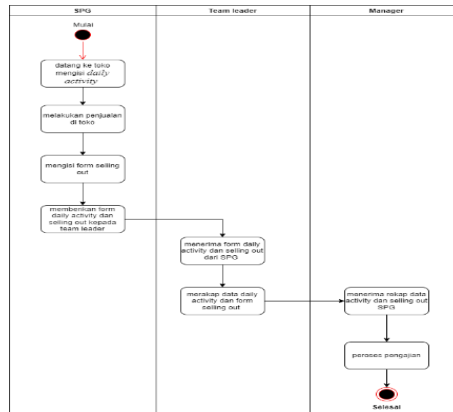 SPG
Team leader
Manager
Mulai
datang ke toko
mengisi daily
activity
melakukan penjualan
di toko
mengisi form selling
out
memberikan form
daily activity dan
selling out kepada
team leader
menerima form daily
activity dan selling out
dari SPG
merakap data daily
activity dan form
selling out
menerima rakap data
activity dan selling out
SPG
peroses pengajian
Selesai